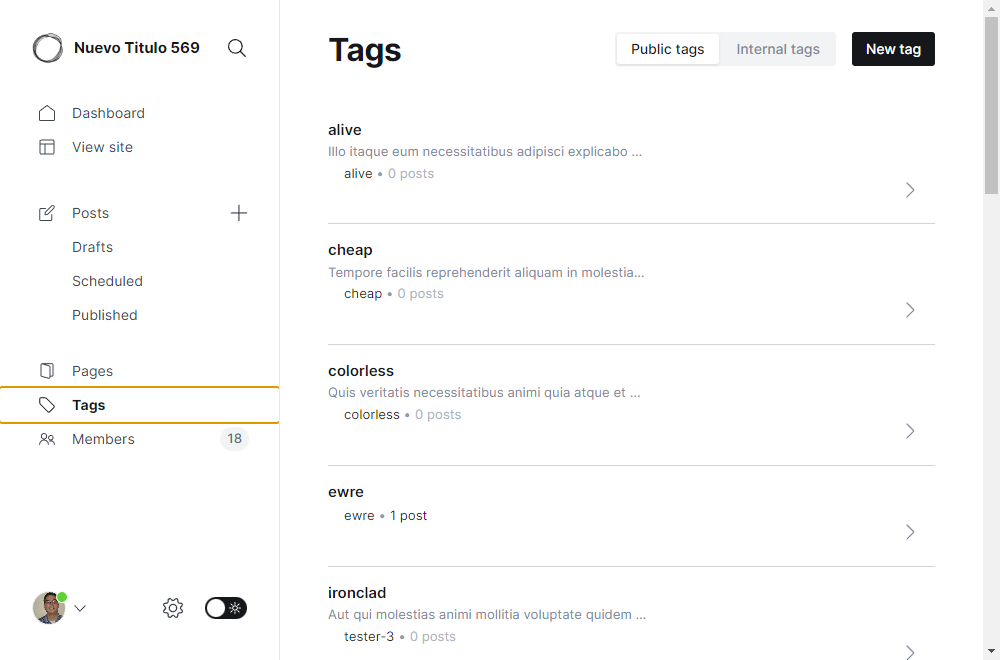 Nuevo Titulo 569
Dashboard
View site
Posts
Drafts
Scheduled
Published
Pages
Tags
Members 18
Tags
Public tags Internal tags New tag
alive
Illo itaque eum necessitatibus adipisci explicabo ...
alive • 0 posts
cheap
Tempore facilis reprehenderit aliquam in molestia...
cheap • 0 posts
colorless
Quis veritatis necessitatibus animi quia atque et ...
colorless • 0 posts
ewre
ewre • 1 post
ironclad
Aut qui molestias animi mollitia voluptate quidem ...
tester-3 • 0 posts